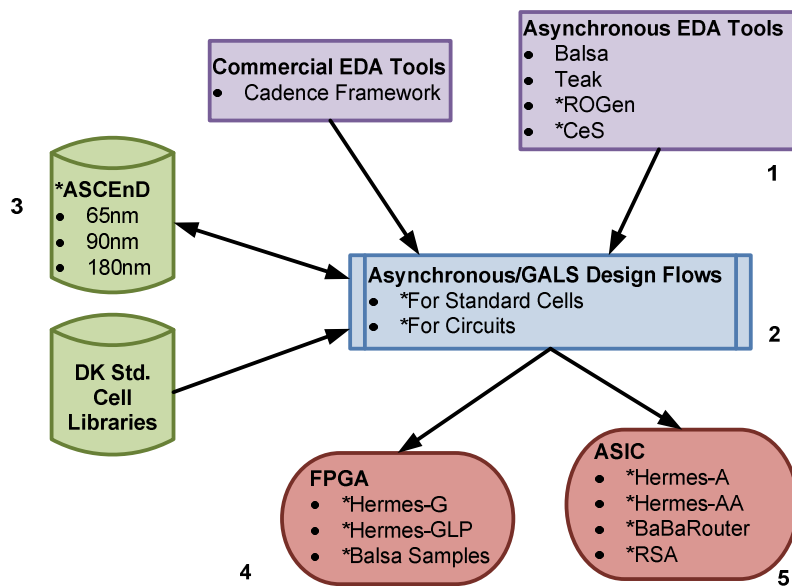 Commercial EDA Tools
• Cadence Framework
Asynchronous EDA Tools
• Balsa
• Teak
• *ROGen
• *CeS
1
3
*ASCEnD
• 65nm
• 90nm
• 180nm
Asynchronous/GALS Design Flows
• *For Standard Cells
• *For Circuits
2
DK Std.
Cell
Libraries
FPGA
• *Hermes-G
• *Hermes-GLP
• *Balsa Samples
4
ASIC
• *Hermes-A
• *Hermes-AA
• *BaBaRouter
• *RSA
5